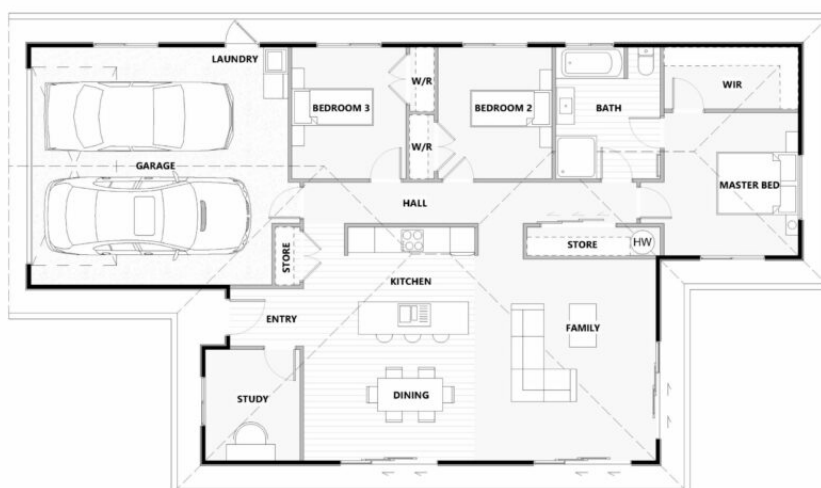 LAUNDRY
W/R
WIR
BEDROOM 3
BEDROOM 2
BATH
W/R
GARAGE
MASTER BED
HALL
STORE
STORE
HW
KITCHEN
ENTRY
FAMILY
STUDY
DINING